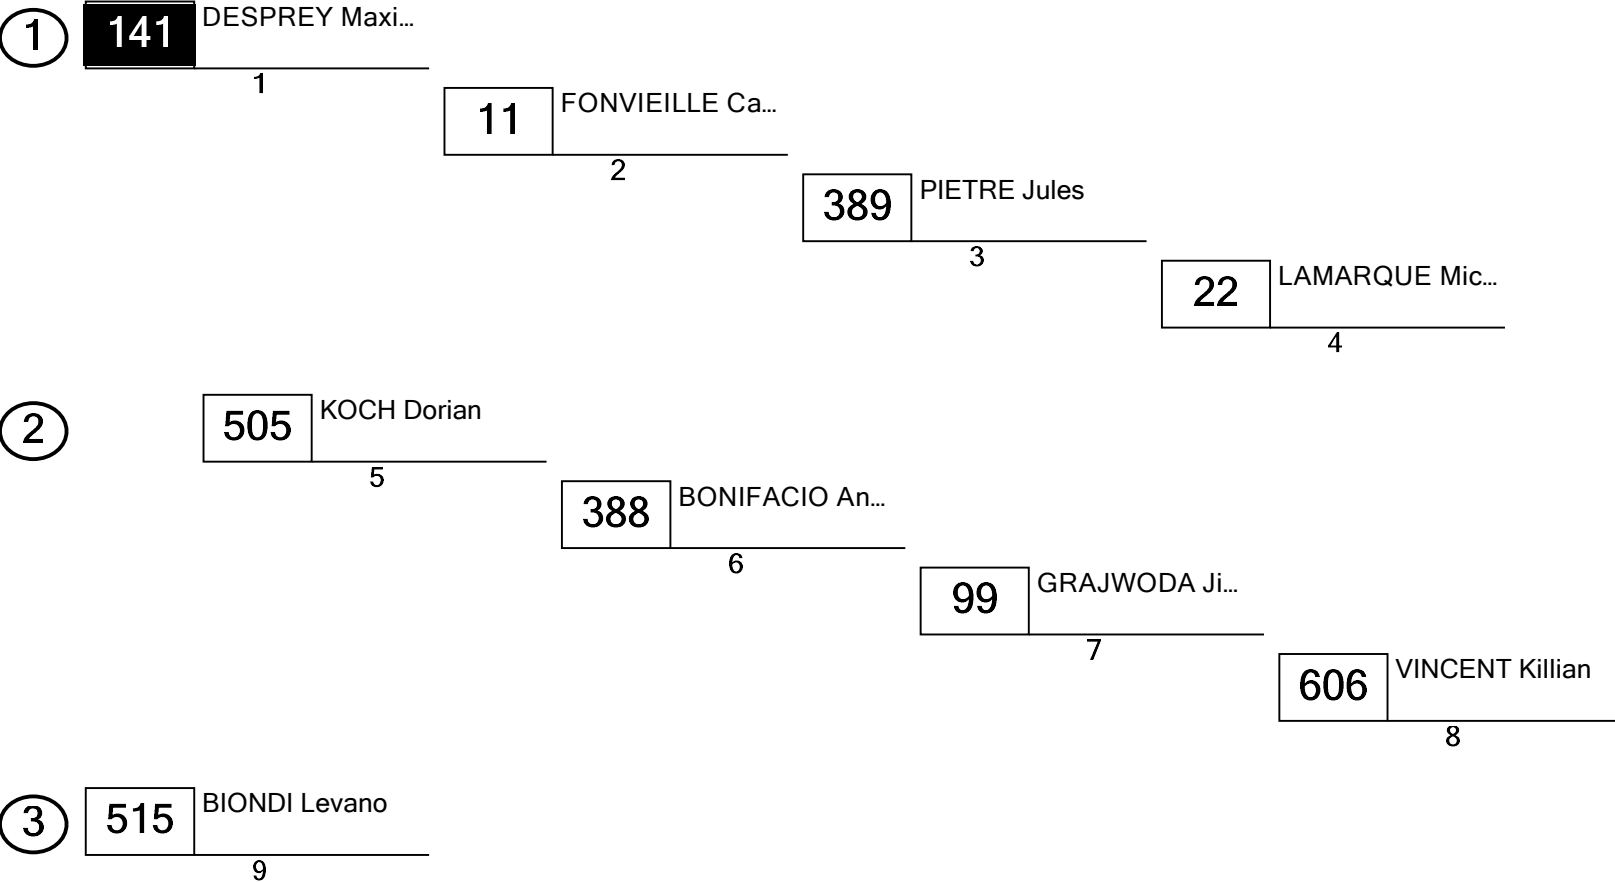 1
141
DESPREY Maxi...
1
11
FONVIEILLE Ca...
2
389
PIETRE Jules
3
22
LAMARQUE Mic...
4
2
505
KOCH Dorian
5
388
BONIFACIO An...
6
99
GRAJWODA Ji...
7
606
VINCENT Killian
8
3
515
BIONDI Levano
9